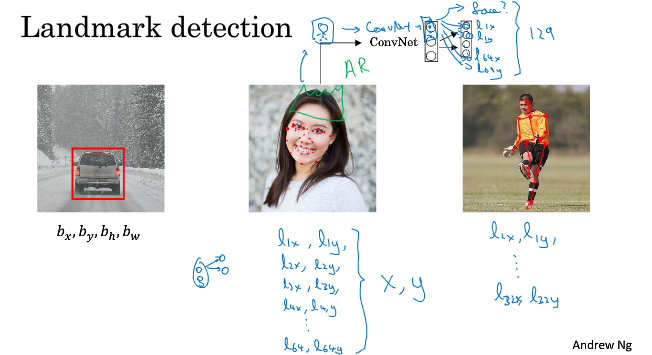 Landmark detection
ConvNet
ConvNet
face?
l1x
l1y
l64x
l64y
129
AR
bx, by, bh, bw
l1x, l1y,
l2x, l2y,
l3x, l3y,
l4x, l4y
⋮
l64x, l64y
x, y
l1x, l1y,
⋮
l32x, l32y
Andrew Ng